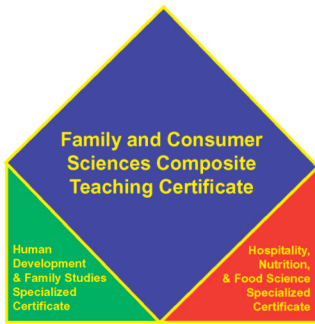 Family and Consumer
Sciences Composite
Teaching Certificate
Human
Development
& Family Studies
Specialized
Certificate
Hospitality,
Nutrition,
& Food Science
Specialized
Certificate